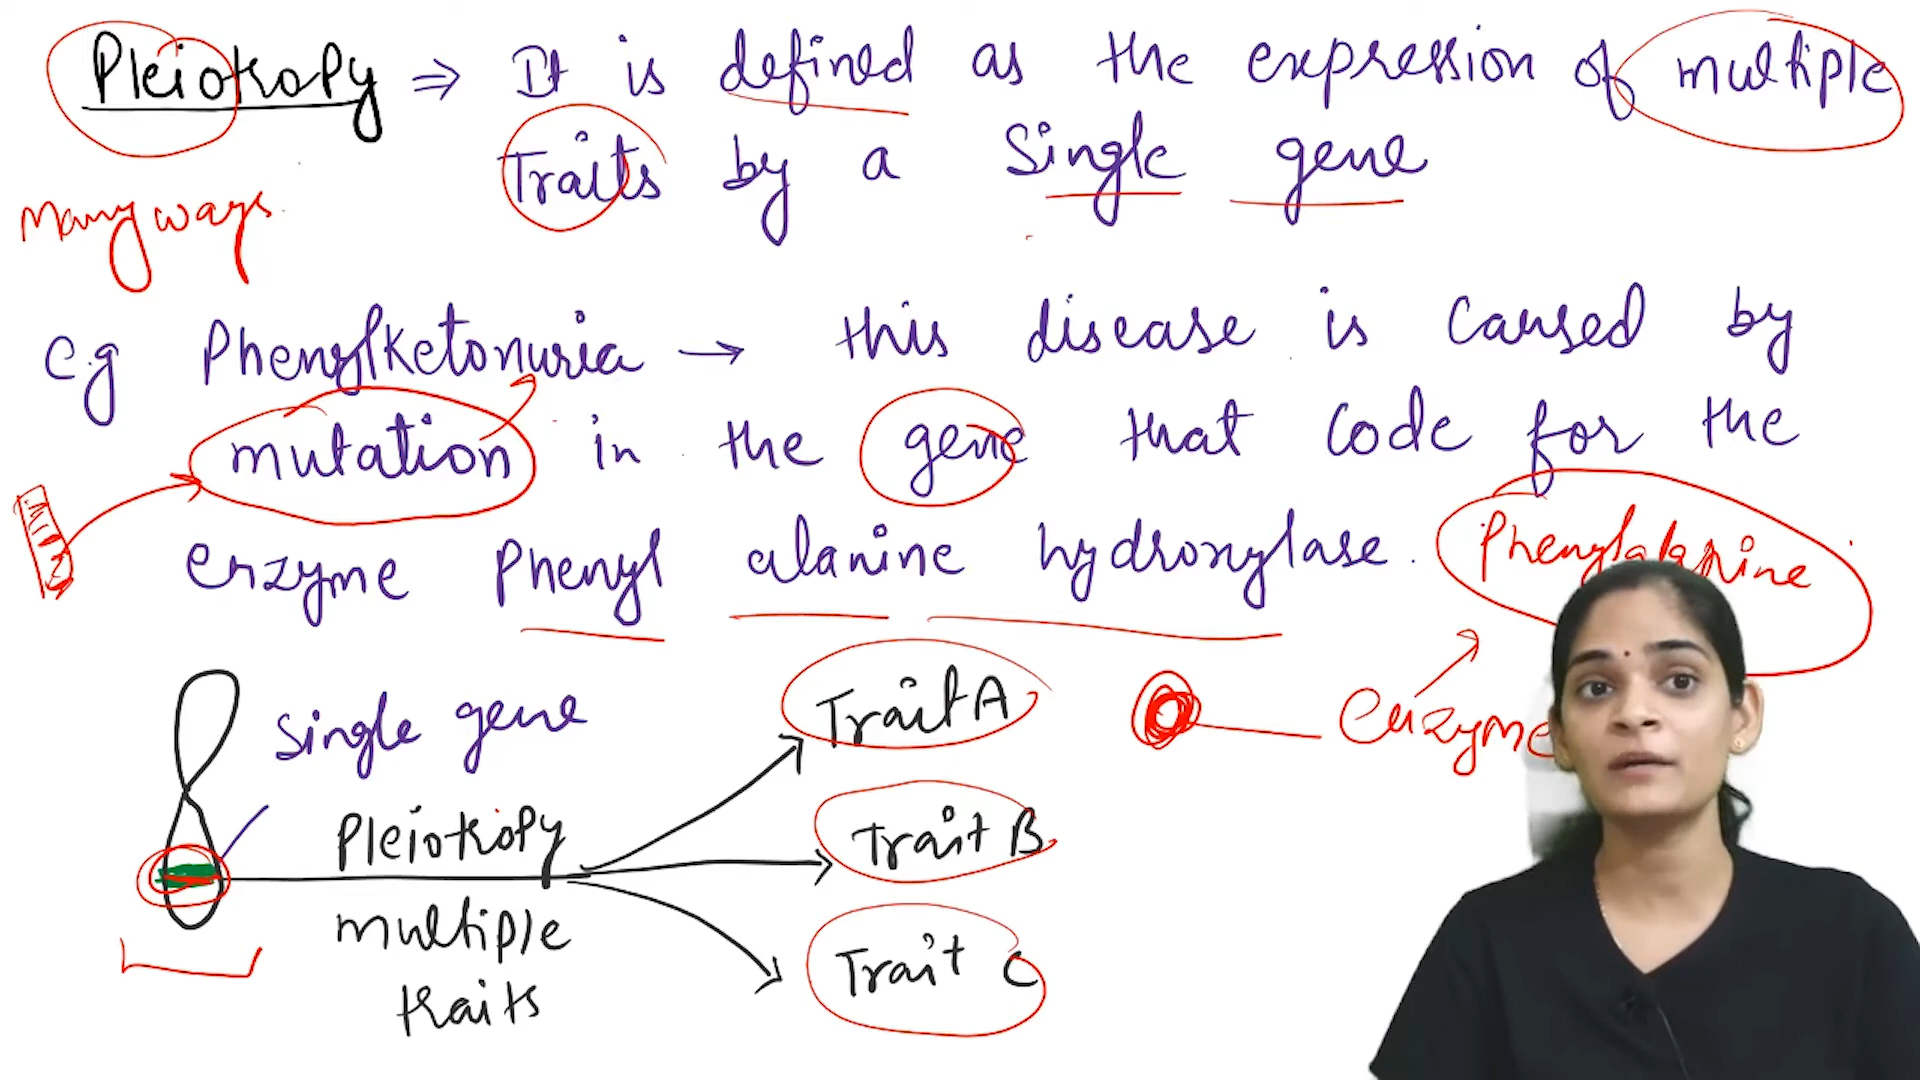 Pleiotropy ⇒ It is defined as the expression of multiple
Traits by a Single gene
Many ways.
e.g Phenylketonuria → this disease is caused by
mutation in the gene that code for the
enzyme Phenyl alanine hydroxylase.
Phenylalanine
Single gene
Trait A
enzyme
Pleiotropy
Trait B
multiple
traits
Trait C